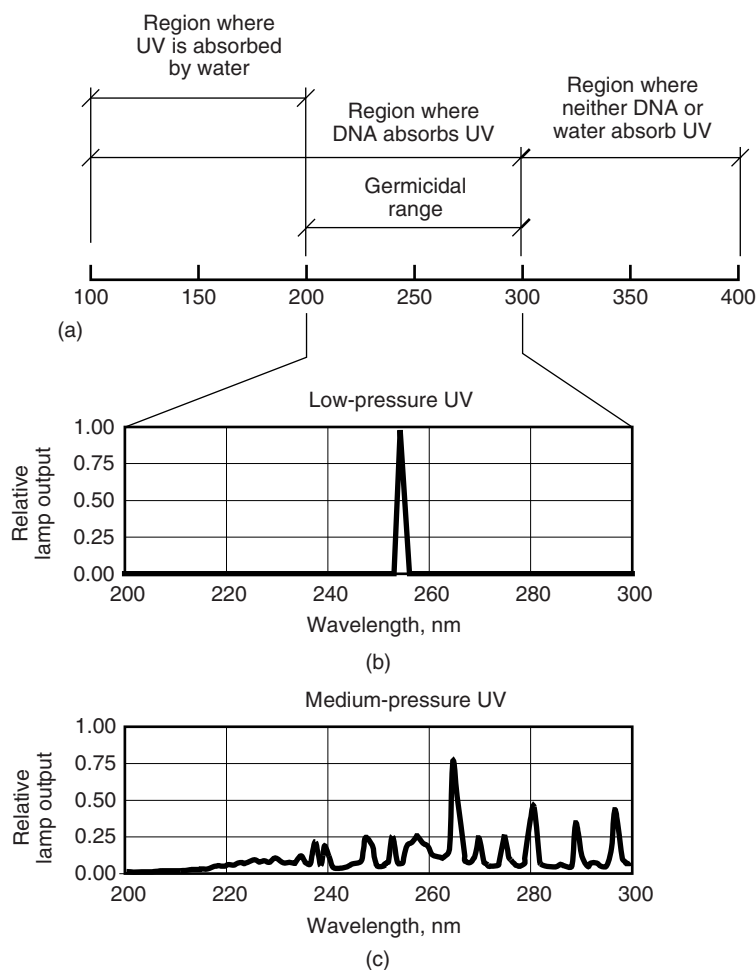 Region where
UV is absorbed
by water
Region where
DNA absorbs UV
Region where
neither DNA or
water absorb UV
Germicidal
range
100 150 200 250 300 350 400
(a)
Low-pressure UV
1.00
0.75
0.50
0.25
0.00
Relative
lamp output
200 220 240 260 280 300
Wavelength, nm
(b)
Medium-pressure UV
1.00
0.75
0.50
0.25
0.00
Relative
lamp output
200 220 240 260 280 300
Wavelength, nm
(c)